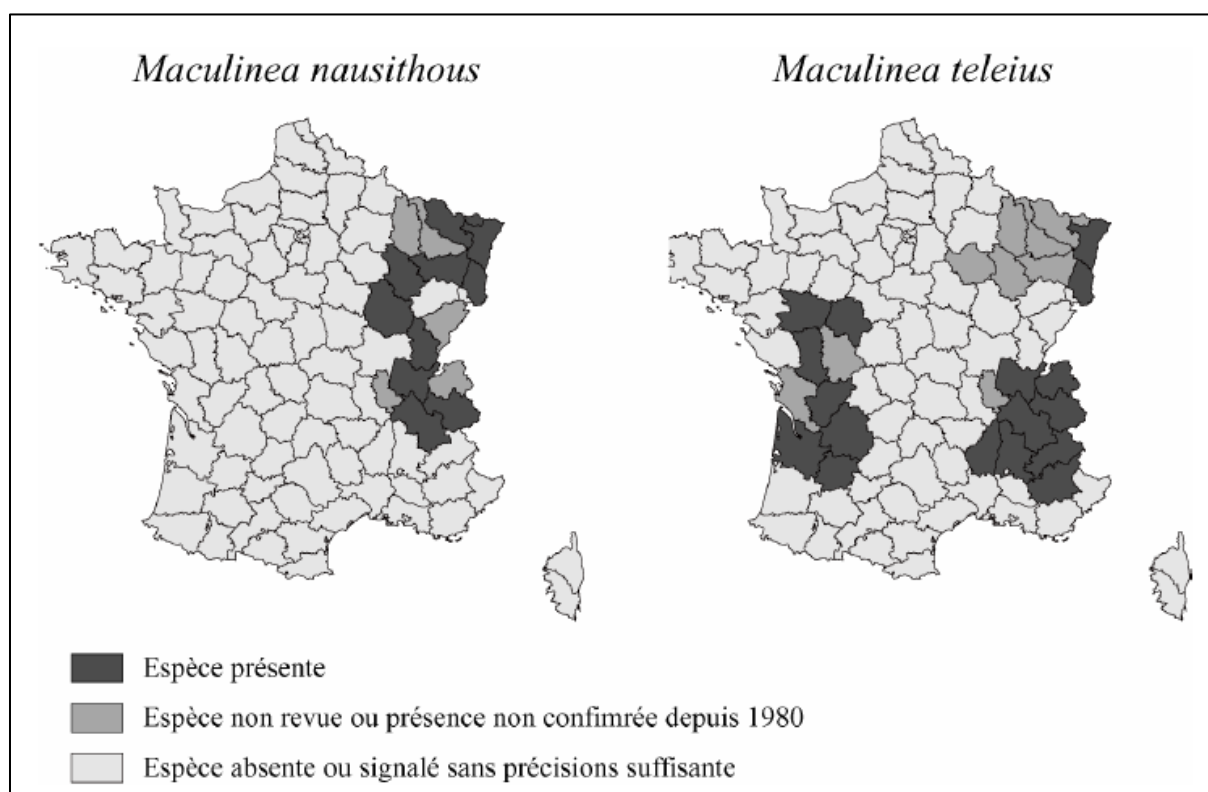 Maculinea nausithous
Maculinea teleius
Espèce présente
Espèce non revue ou présence non confimrée depuis 1980
Espèce absente ou signalé sans précisions suffisante